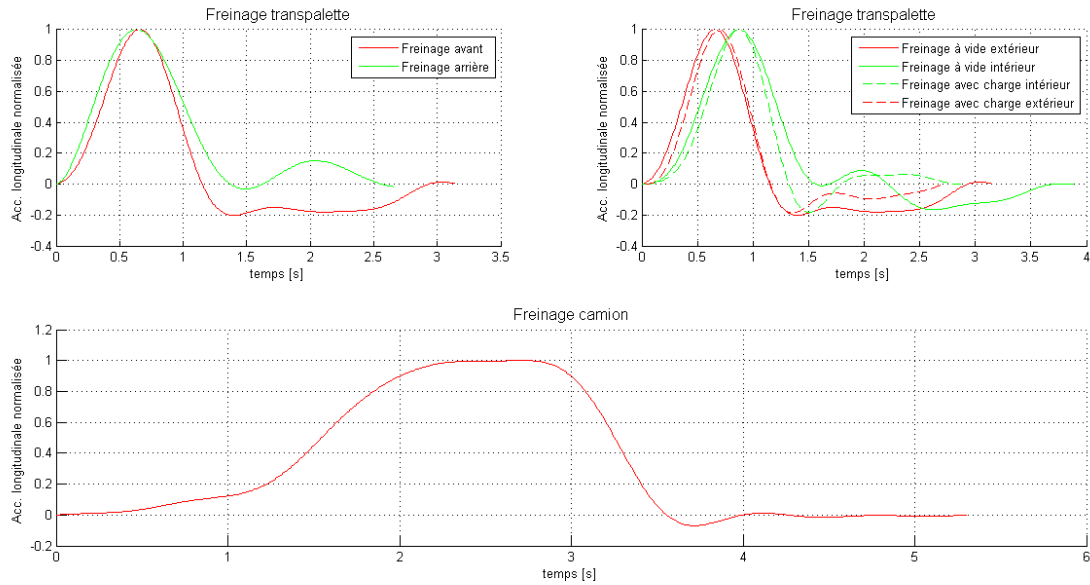 Freinage transpalette
Acc. longitudinale normalisée
1
0.8
0.6
0.4
0.2
0
-0.2
-0.4
0 0.5 1 1.5 2 2.5 3 3.5
temps [s]
Freinage avant
Freinage arrière
Freinage transpalette
Acc. longitudinale normalisée
1
0.8
0.6
0.4
0.2
0
-0.2
-0.4
0 0.5 1 1.5 2 2.5 3 3.5 4
temps [s]
Freinage à vide extérieur
Freinage à vide intérieur
Freinage avec charge intérieur
Freinage avec charge extérieur
Freinage camion
Acc. longitudinale normalisée
1.2
1
0.8
0.6
0.4
0.2
0
-0.2
0 1 2 3 4 5 6
temps [s]